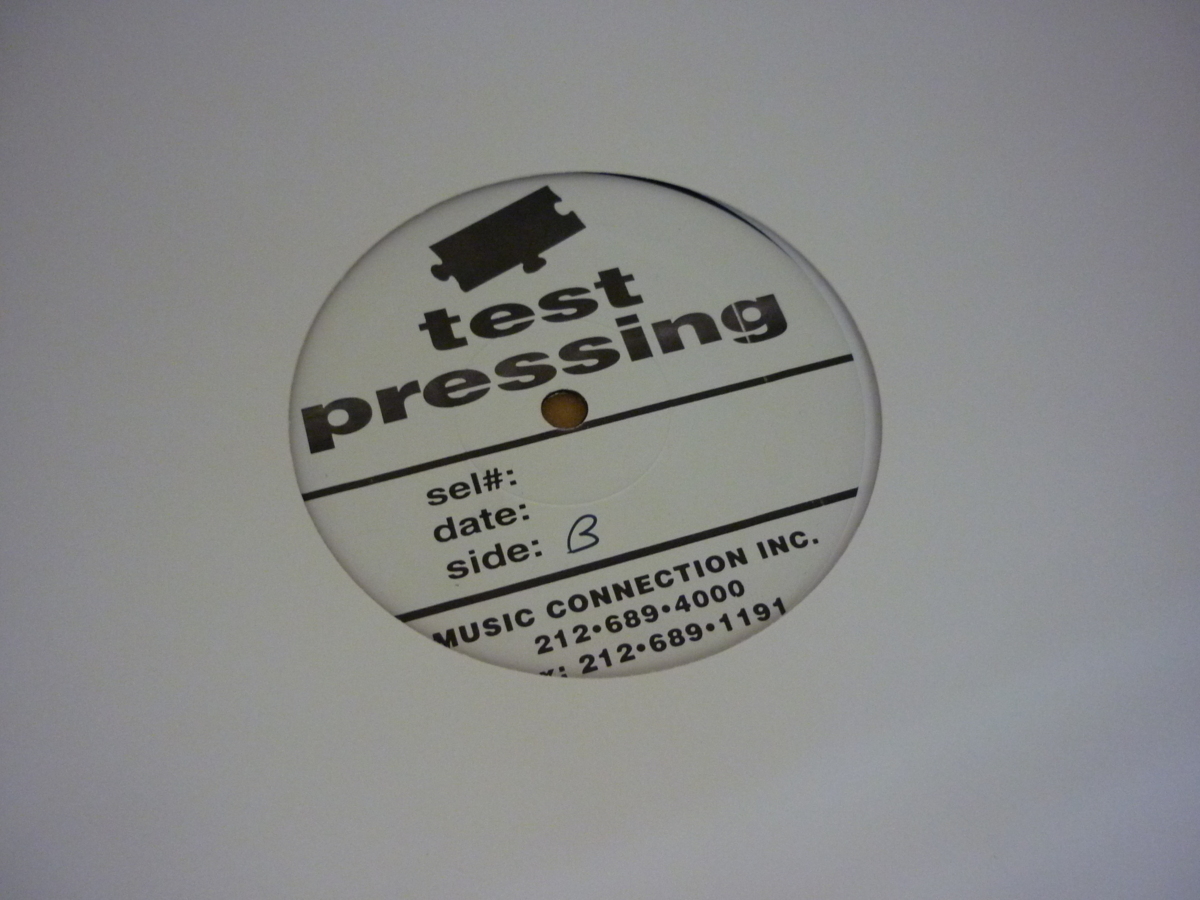 test
pressing
sel#:
date:
side: B
MUSIC CONNECTION INC.
212•689•4000
212•689•1191